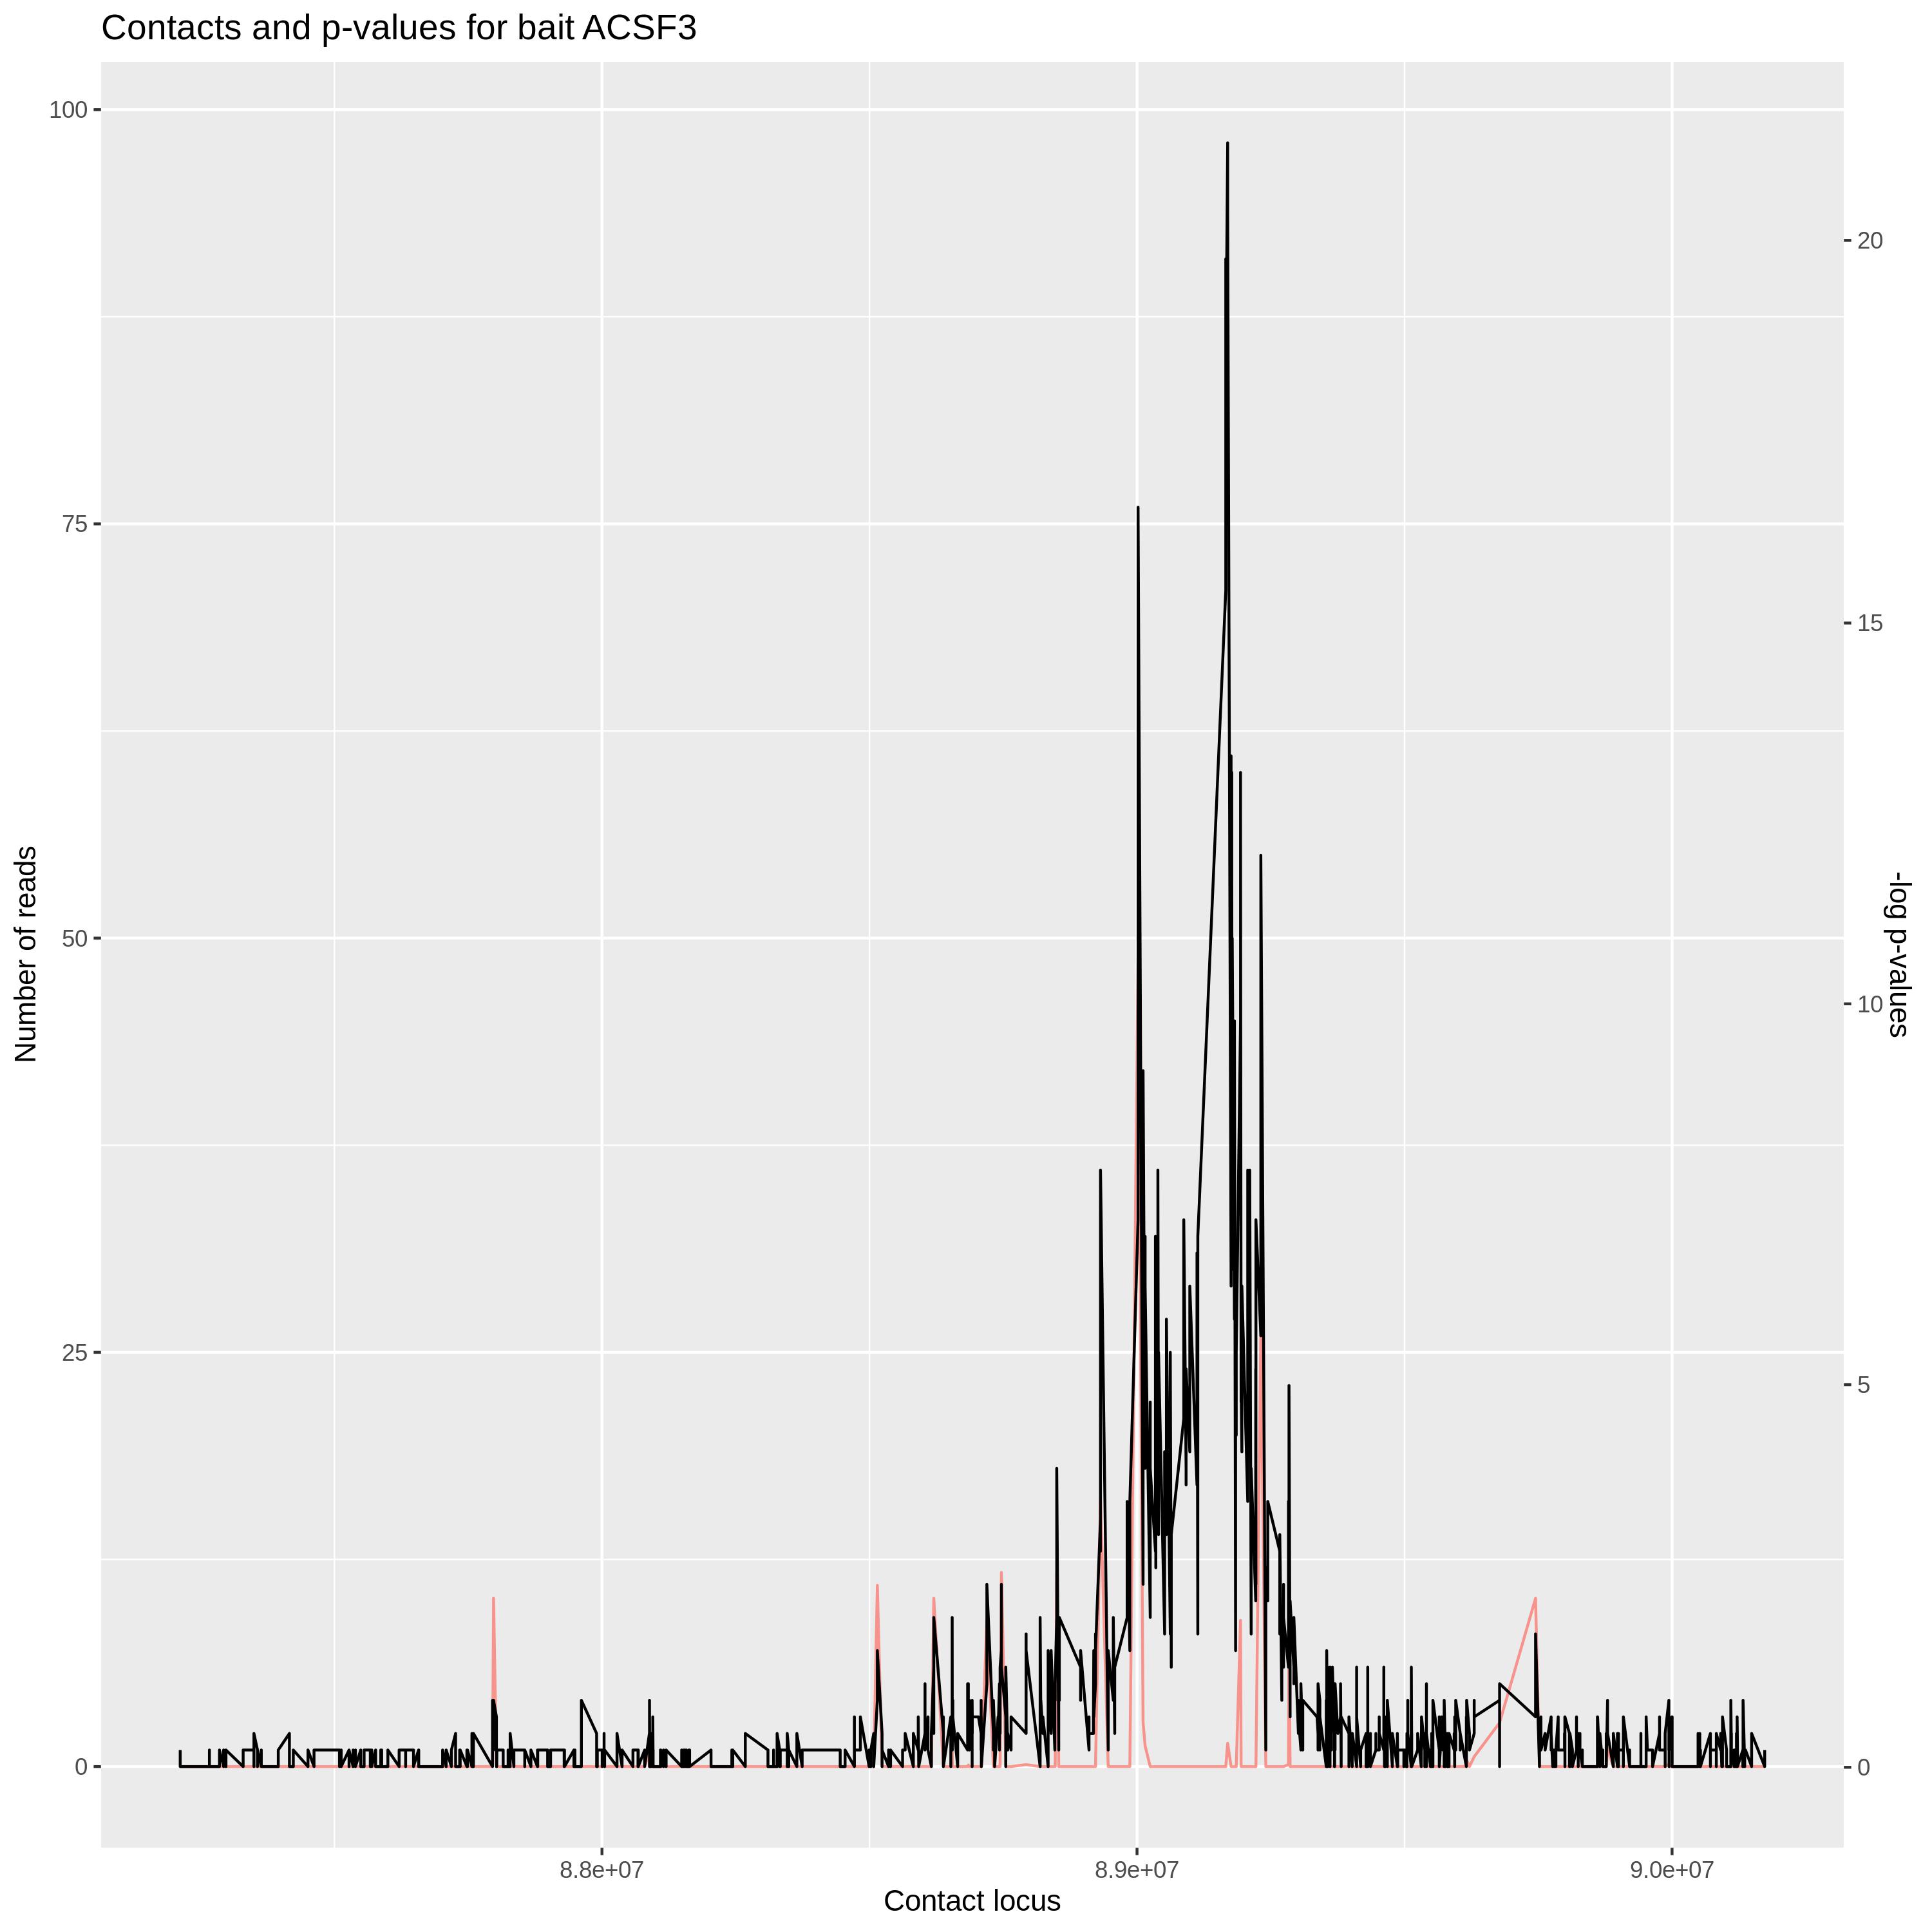 Contacts and p-values for bait ACSF3
100
75
50
25
0
Number of reads
20
15
10
5
0
-log p-values
8.8e+07
8.9e+07
9.0e+07
Contact locus